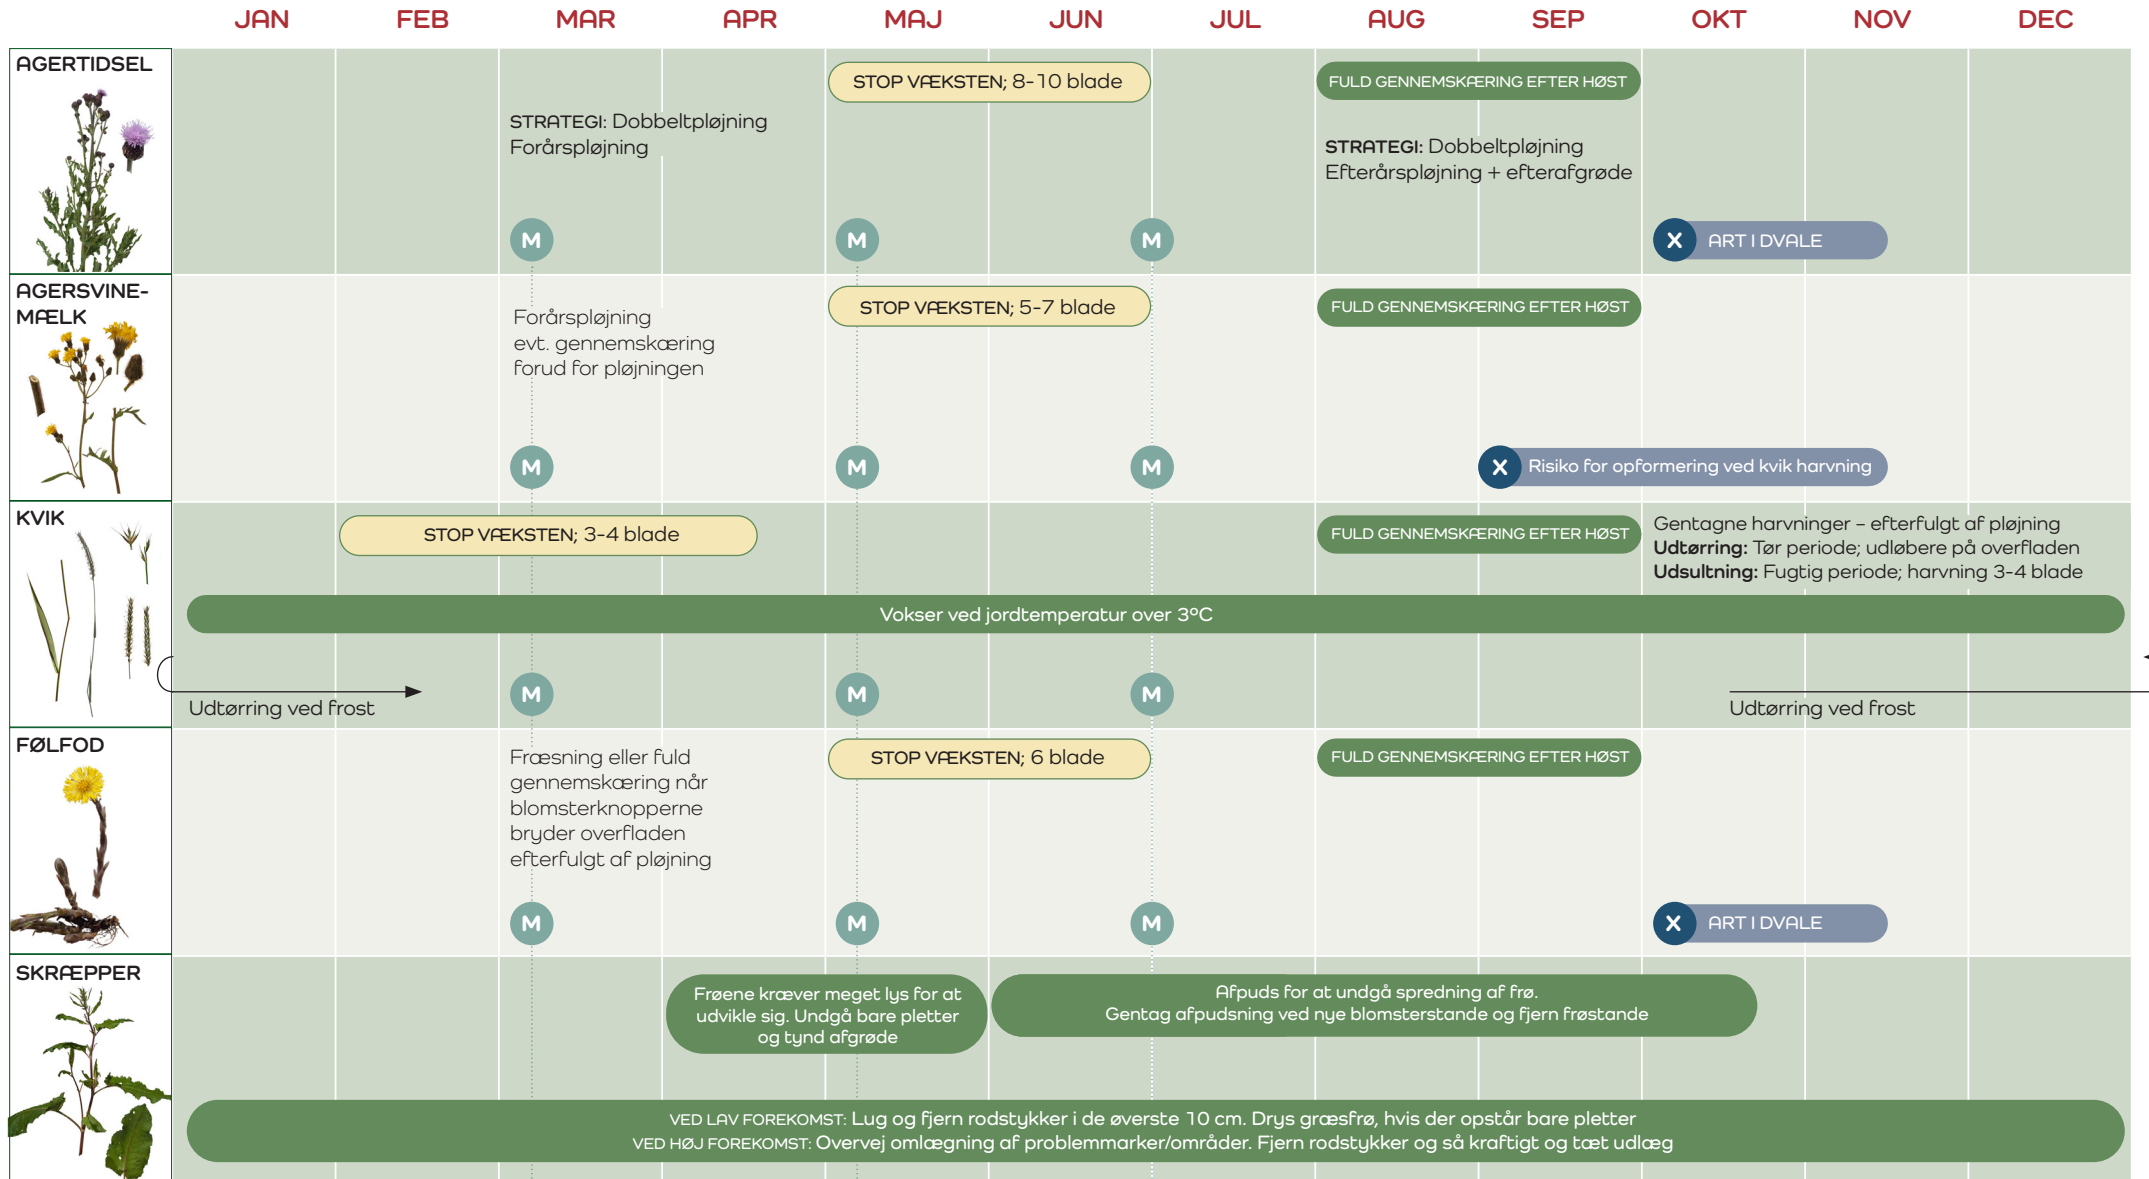 JAN FEB MAR APR MAJ JUN JUL AUG SEP OKT NOV DEC
AGERTIDSEL
STOP VÆKSTEN; 8-10 blade
FULD GENNEMSKÆRING EFTER HØST
STRATEGI: Dobbeltpløjning
Forårspløjning
STRATEGI: Dobbeltpløjning
Efterårspløjning + efterafgrøde
M M M X ART I DVALE
AGERSVINE-
MÆLK
STOP VÆKSTEN; 5-7 blade
FULD GENNEMSKÆRING EFTER HØST
Forårspløjning
evt. gennemskæring
forud for pløjningen
M M M X Risiko for opformering ved kvik harvning
KVIK
STOP VÆKSTEN; 3-4 blade
FULD GENNEMSKÆRING EFTER HØST
Gentagne harvninger – efterfulgt af pløjning
Udtørring: Tør periode; udløbere på overfladen
Udsultning: Fugtig periode; harvning 3-4 blade
Vokser ved jordtemperatur over 3°C
M M M
Udtørring ved frost
Udtørring ved frost
FØLFOD
Fræsning eller fuld
gennemskæring når
blomsterknopperne
bryder overfladen
efterfulgt af pløjning
STOP VÆKSTEN; 6 blade
FULD GENNEMSKÆRING EFTER HØST
M M M X ART I DVALE
SKRÆPPER
Frøene kræver meget lys for at
udvikle sig. Undgå bare pletter
og tynd afgrøde
Afpuds for at undgå spredning af frø.
Gentag afpudsning ved nye blomsterstande og fjern frøstande
VED LAV FOREKOMST: Lug og fjern rodstykker i de øverste 10 cm. Drys græsfrø, hvis der opstår bare pletter
VED HØJ FOREKOMST: Overvej omlægning af problemmarker/områder. Fjern rodstykker og så kraftigt og tæt udlæg